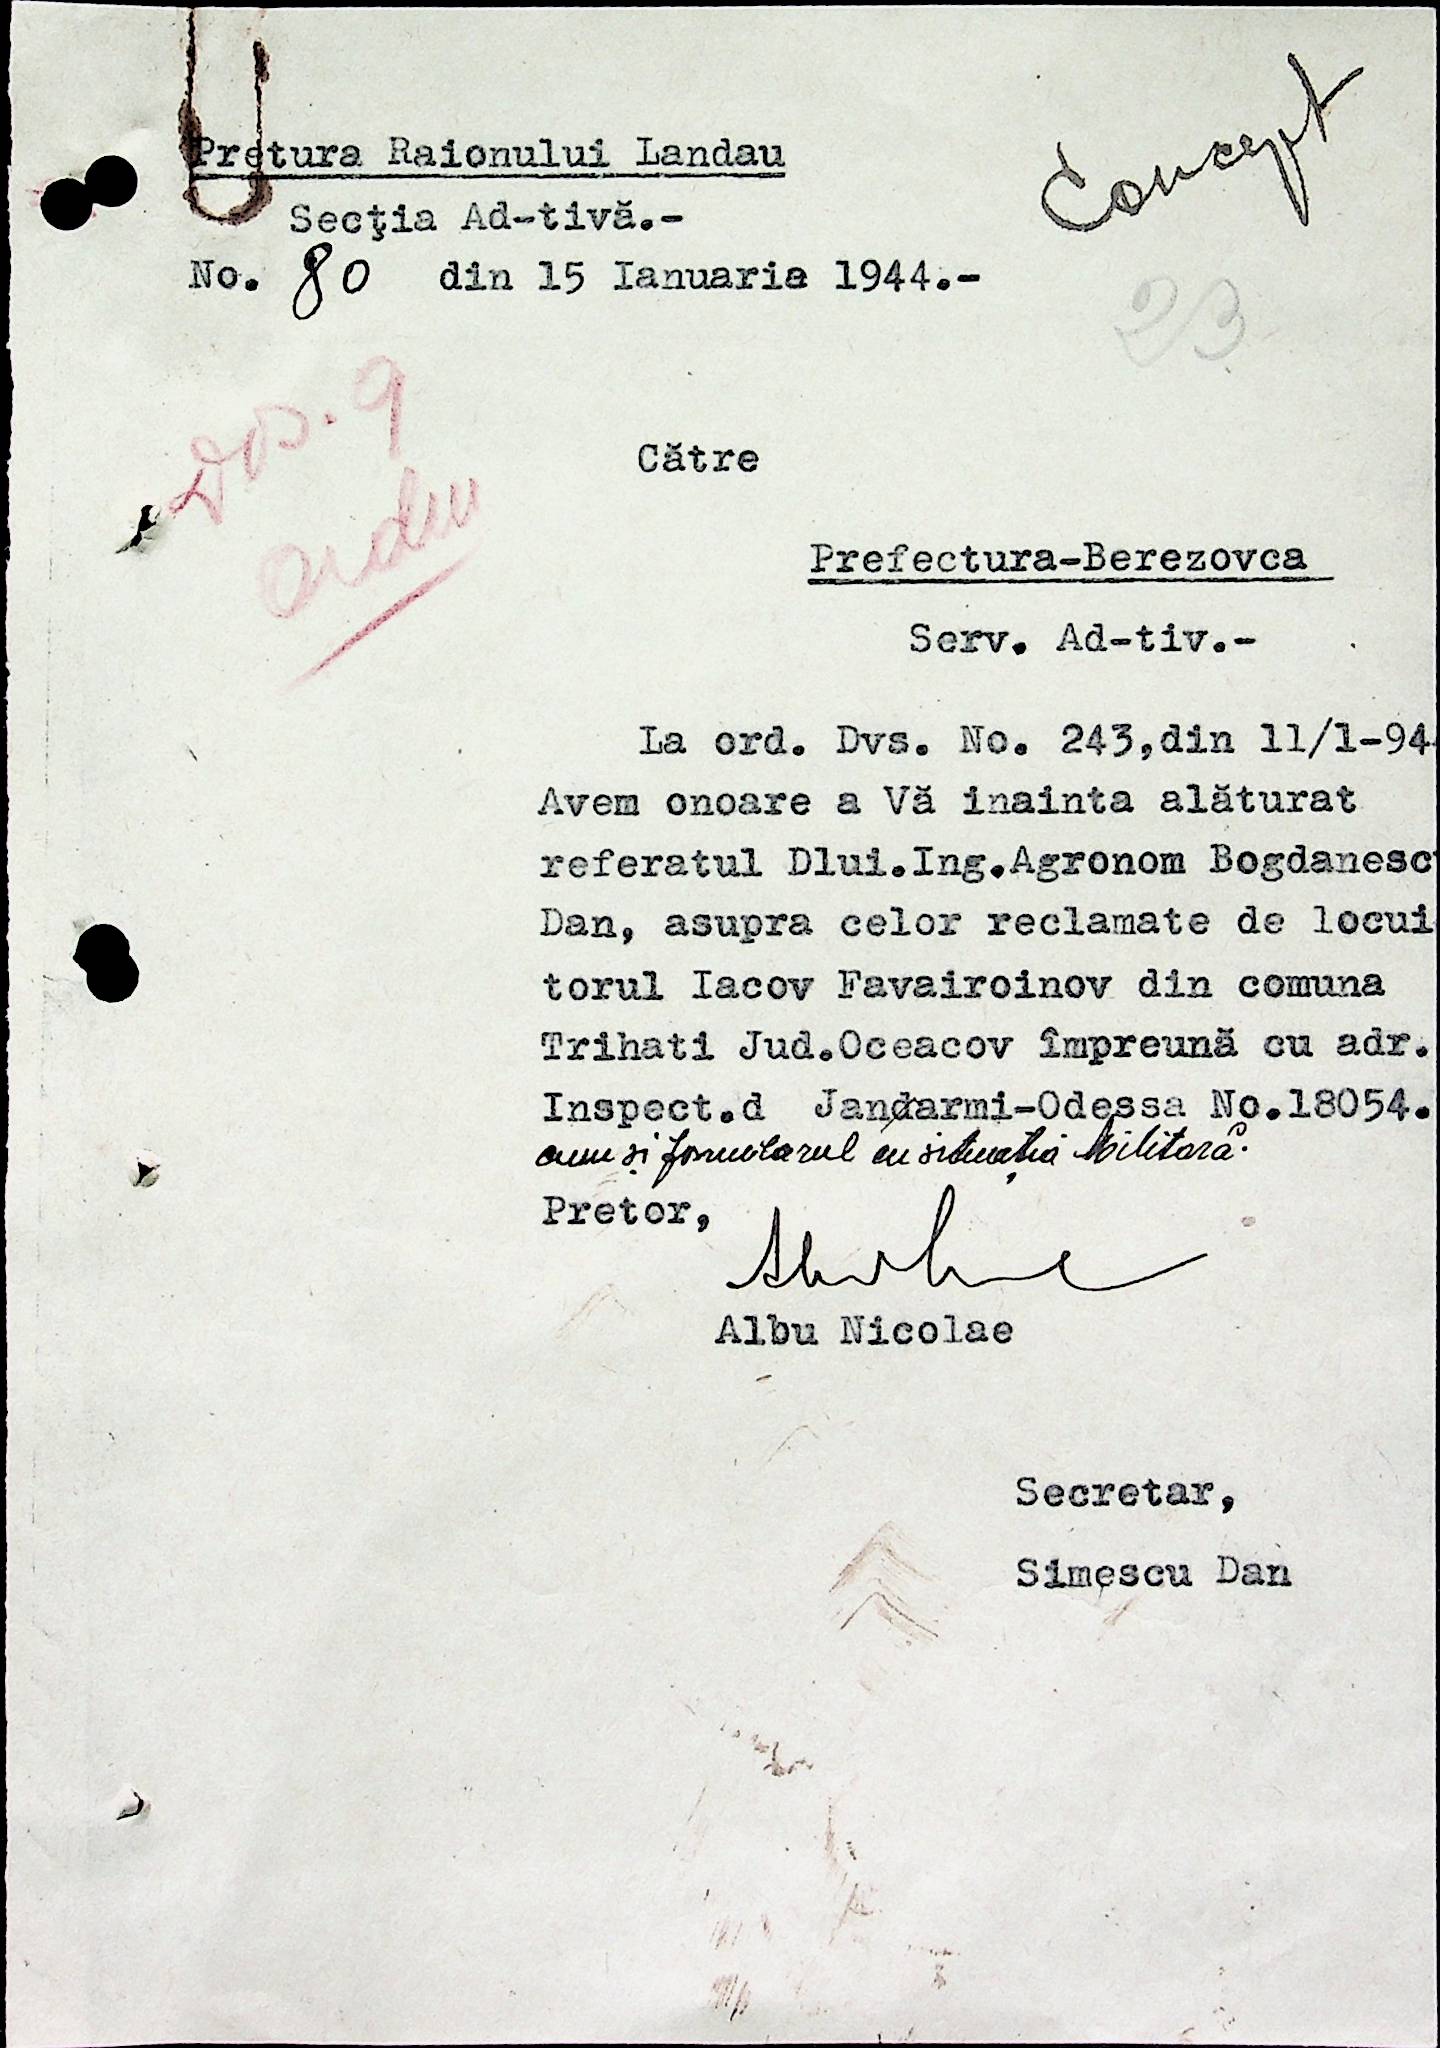 Concept
Pretura Raionului Landau
Secţia Ad-tivă.-
No. 80 din 15 Ianuarie 1944.-
23
Dos. 9
ordin
Către
Prefectura-Berezovca
Serv. Ad-tiv.-
La ord. Dvs. No. 243,din 11/1-944
Avem onoare a Vă inainta alăturat
referatul Dlui.Ing.Agronom Bogdanescu
Dan, asupra celor reclamate de locui
torul Iacov Favairoinov din comuna
Trihati Jud.Oceacov împreună cu adr.
Inspect.d Jandarmi-Odessa No.18054.
cum şi formularul cu situaţia Militară.
Pretor,
Albu Nicolae
Secretar,
Simescu Dan